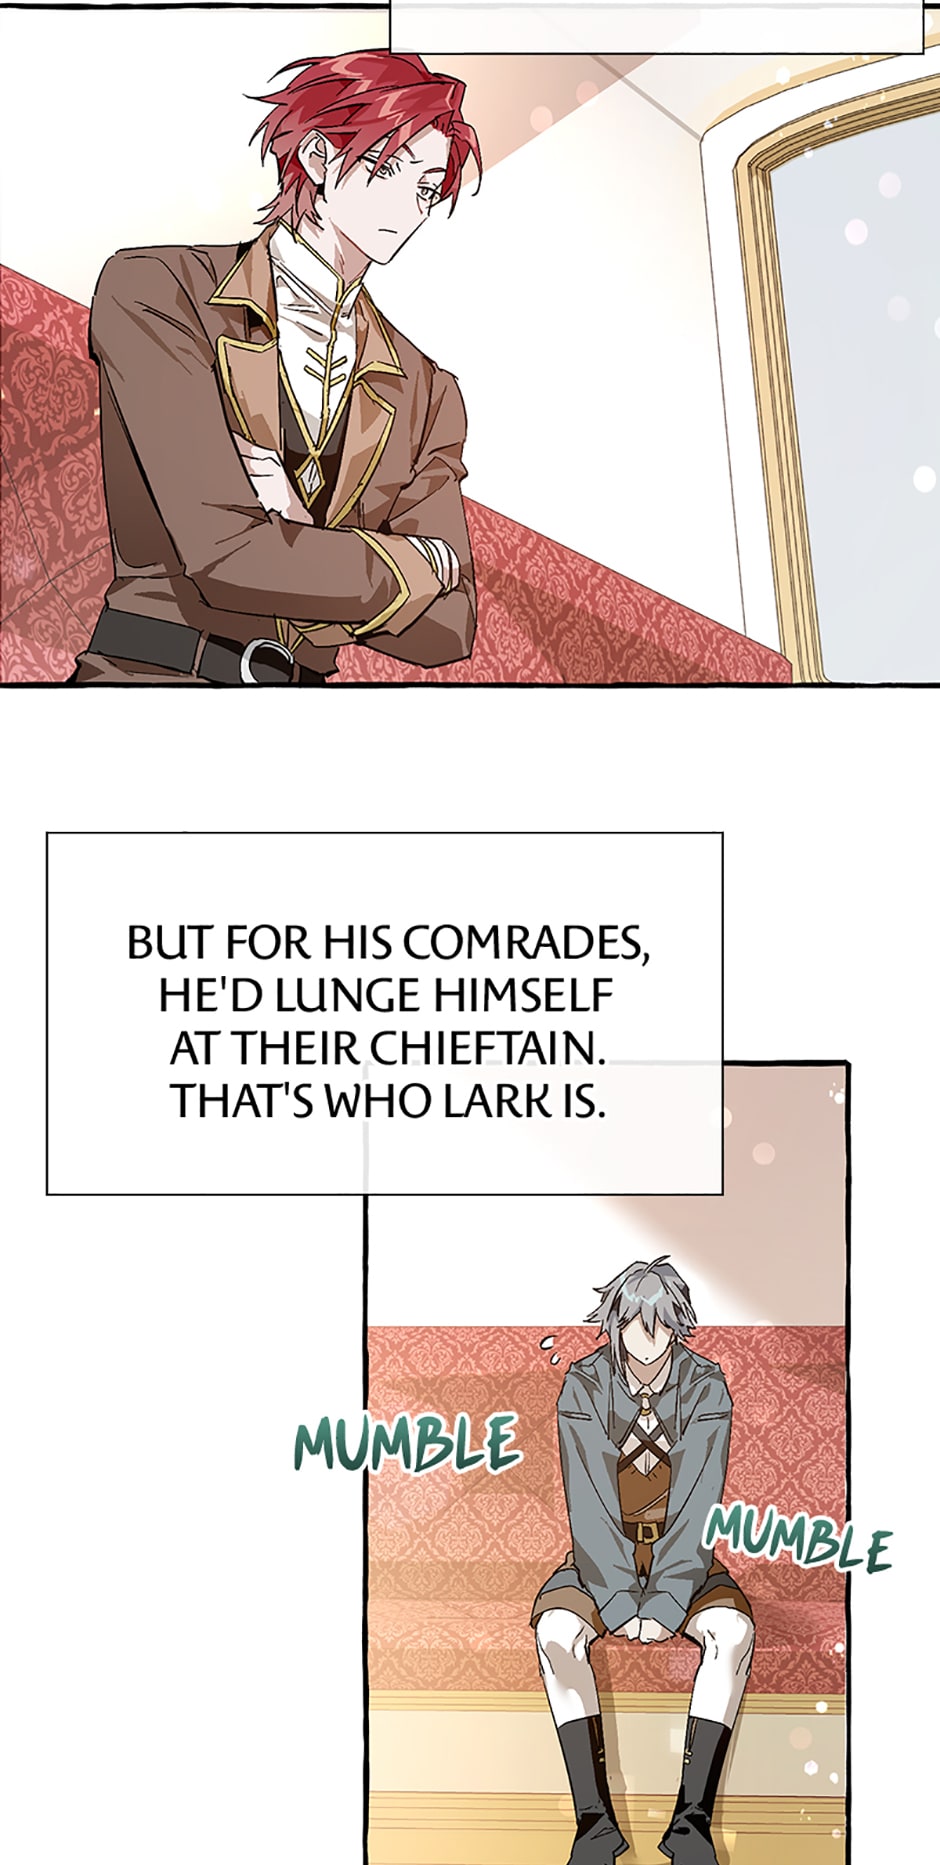 BUT FOR HIS COMRADES,
HE'D LUNGE HIMSELF
AT THEIR CHIEFTAIN.
THAT'S WHO LARK IS.
MUMBLE
MUMBLE